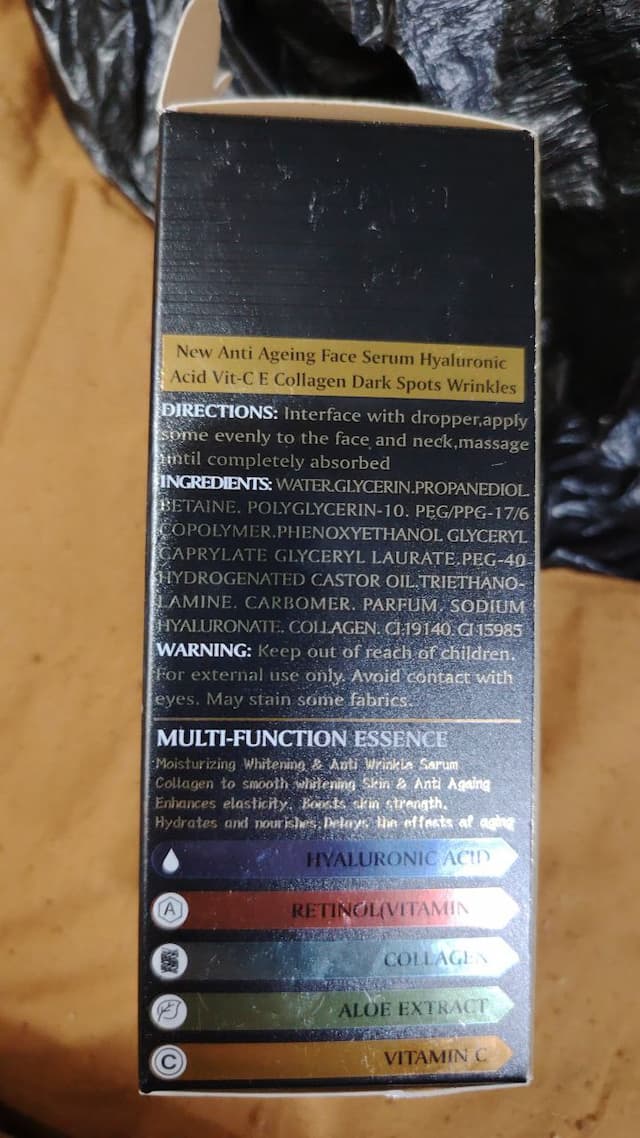 New Anti Ageing Face Serum Hyaluronic
Acid Vit-C E Collagen Dark Spots Wrinkles
DIRECTIONS: Interface with dropper,apply
some evenly to the face and neck,massage
until completely absorbed
INGREDIENTS: WATER.GLYCERIN.PROPANEDIOL.
BETAINE. POLYGLYCERIN-10. PEG/PPG-17/6
COPOLYMER.PHENOXYETHANOL GLYCERYL
CAPRYLATE GLYCERYL LAURATE.PEG-40
HYDROGENATED CASTOR OIL.TRIETHANO-
LAMINE. CARBOMER. PARFUM. SODIUM
HYALURONATE. COLLAGEN. CI:19140. CI 15985
WARNING: Keep out of reach of children.
For external use only. Avoid contact with
eyes. May stain some fabrics.
MULTI-FUNCTION ESSENCE
Moisturizing Whitening & Anti Wrinkle Serum
Collagen to smooth whitening Skin & Anti Ageing
Enhances elasticity. Boosts skin strength.
Hydrates and nourishes.Delays the effects of aging
HYALURONIC ACID
A RETINOL(VITAMIN
COLLAGEN
ALOE EXTRACT
C VITAMIN C